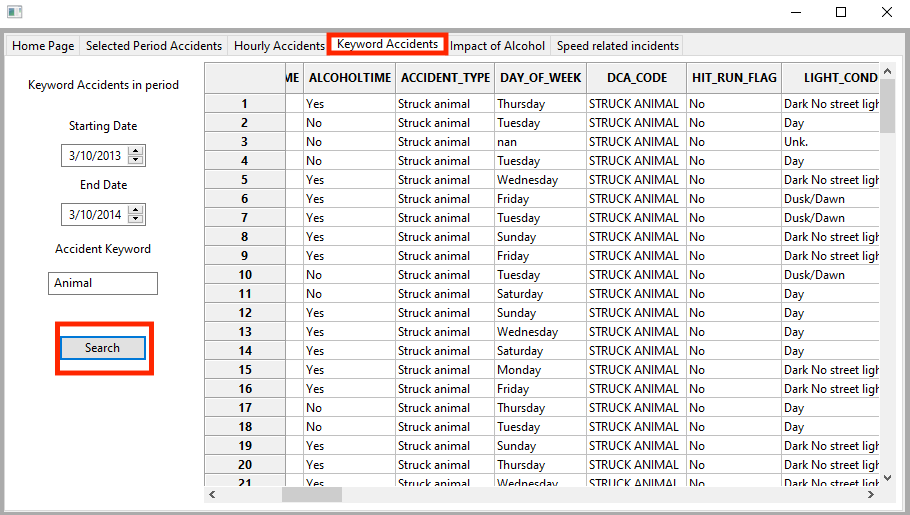 Home Page Selected Period Accidents Hourly Accidents Keyword Accidents Impact of Alcohol Speed related incidents
Keyword Accidents in period
Starting Date
3/10/2013
End Date
3/10/2014
Accident Keyword
Animal
Search
ME ALCOHOLTIME ACCIDENT_TYPE DAY_OF_WEEK DCA_CODE HIT_RUN_FLAG LIGHT_COND
1 Yes Struck animal Thursday STRUCK ANIMAL No Dark No street ligh
2 No Struck animal Tuesday STRUCK ANIMAL No Day
3 No Struck animal nan STRUCK ANIMAL No Unk.
4 No Struck animal Tuesday STRUCK ANIMAL No Day
5 Yes Struck animal Wednesday STRUCK ANIMAL No Dark No street ligh
6 Yes Struck animal Friday STRUCK ANIMAL No Dusk/Dawn
7 Yes Struck animal Tuesday STRUCK ANIMAL No Dusk/Dawn
8 Yes Struck animal Sunday STRUCK ANIMAL No Dark No street ligh
9 Yes Struck animal Friday STRUCK ANIMAL No Dark No street ligh
10 No Struck animal Tuesday STRUCK ANIMAL No Dusk/Dawn
11 No Struck animal Saturday STRUCK ANIMAL No Day
12 Yes Struck animal Sunday STRUCK ANIMAL No Day
13 Yes Struck animal Wednesday STRUCK ANIMAL No Day
14 Yes Struck animal Saturday STRUCK ANIMAL No Day
15 Yes Struck animal Monday STRUCK ANIMAL No Dark No street ligh
16 Yes Struck animal Friday STRUCK ANIMAL No Dark No street ligh
17 No Struck animal Thursday STRUCK ANIMAL No Day
18 No Struck animal Tuesday STRUCK ANIMAL No Day
19 Yes Struck animal Sunday STRUCK ANIMAL No Dark No street ligh
20 Yes Struck animal Thursday STRUCK ANIMAL No Dark No street ligh
21 Yes Struck animal Wednesday STRUCK ANIMAL No Dark No street ligh